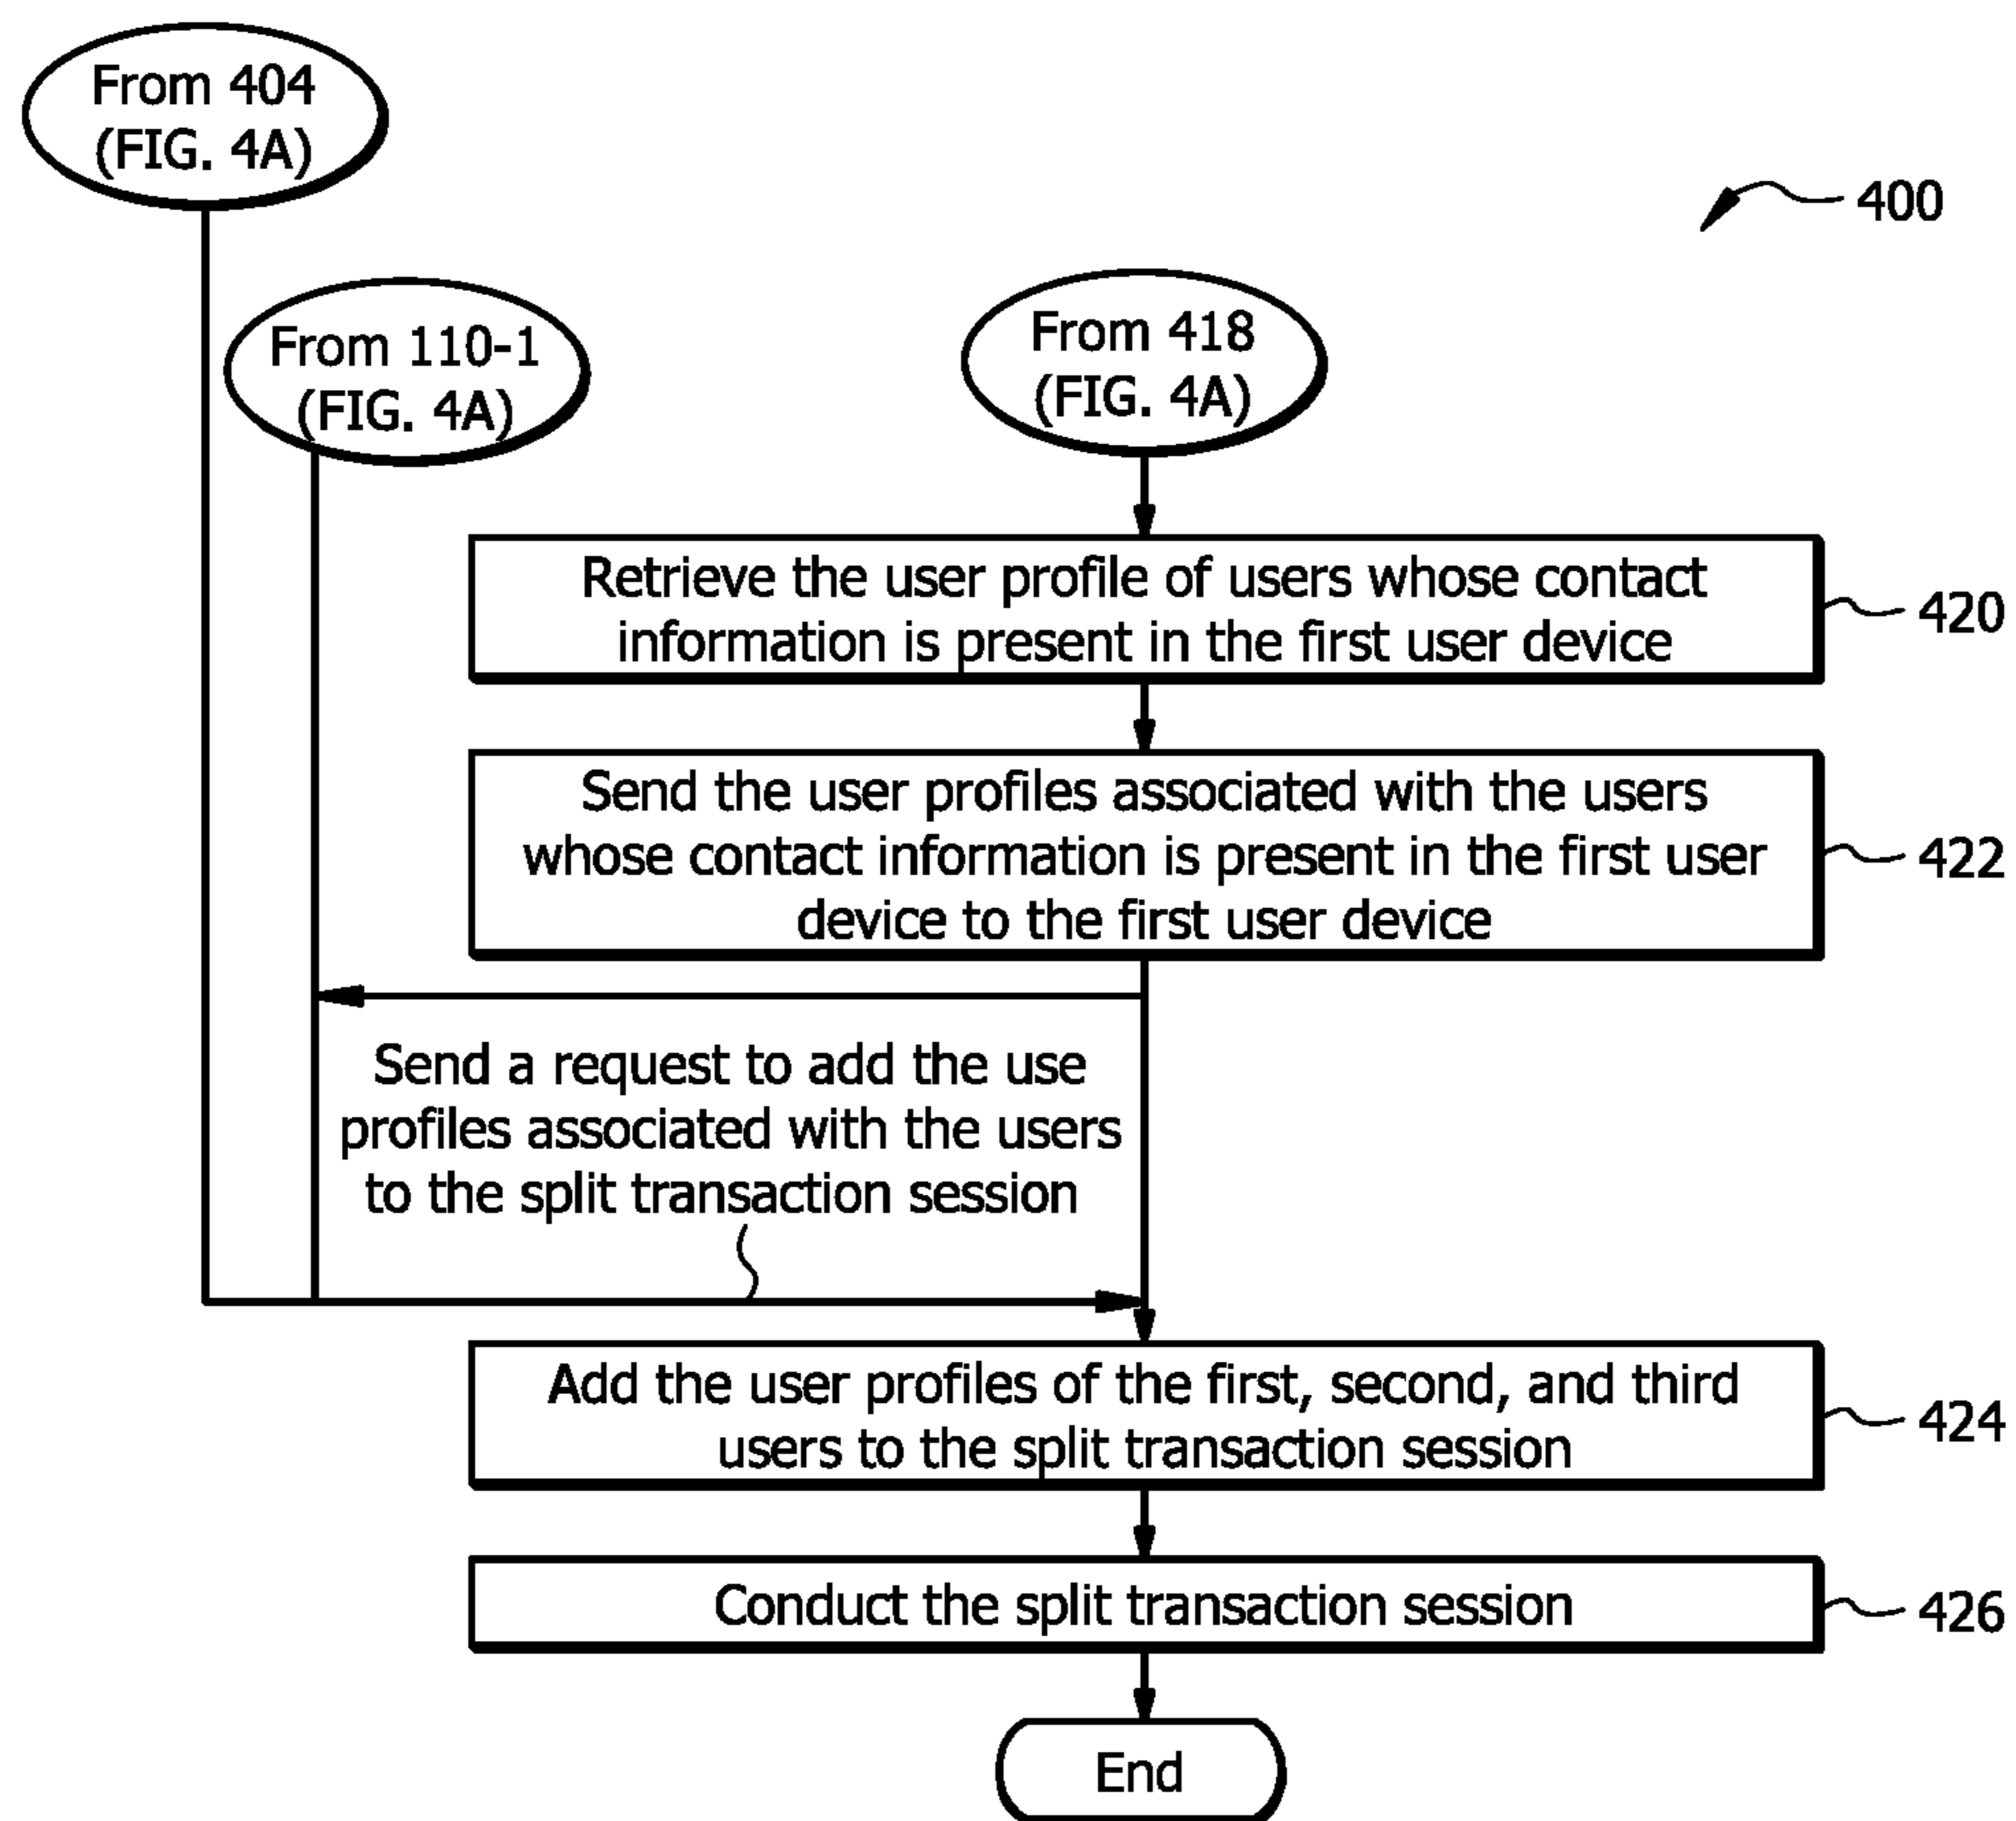 From 404
(FIG. 4A)
400
From 110-1
(FIG. 4A)
From 418
(FIG. 4A)
Retrieve the user profile of users whose contact
information is present in the first user device
420
Send the user profiles associated with the users
whose contact information is present in the first user
device to the first user device
422
Send a request to add the use
profiles associated with the users
to the split transaction session
Add the user profiles of the first, second, and third
users to the split transaction session
424
Conduct the split transaction session
426
End